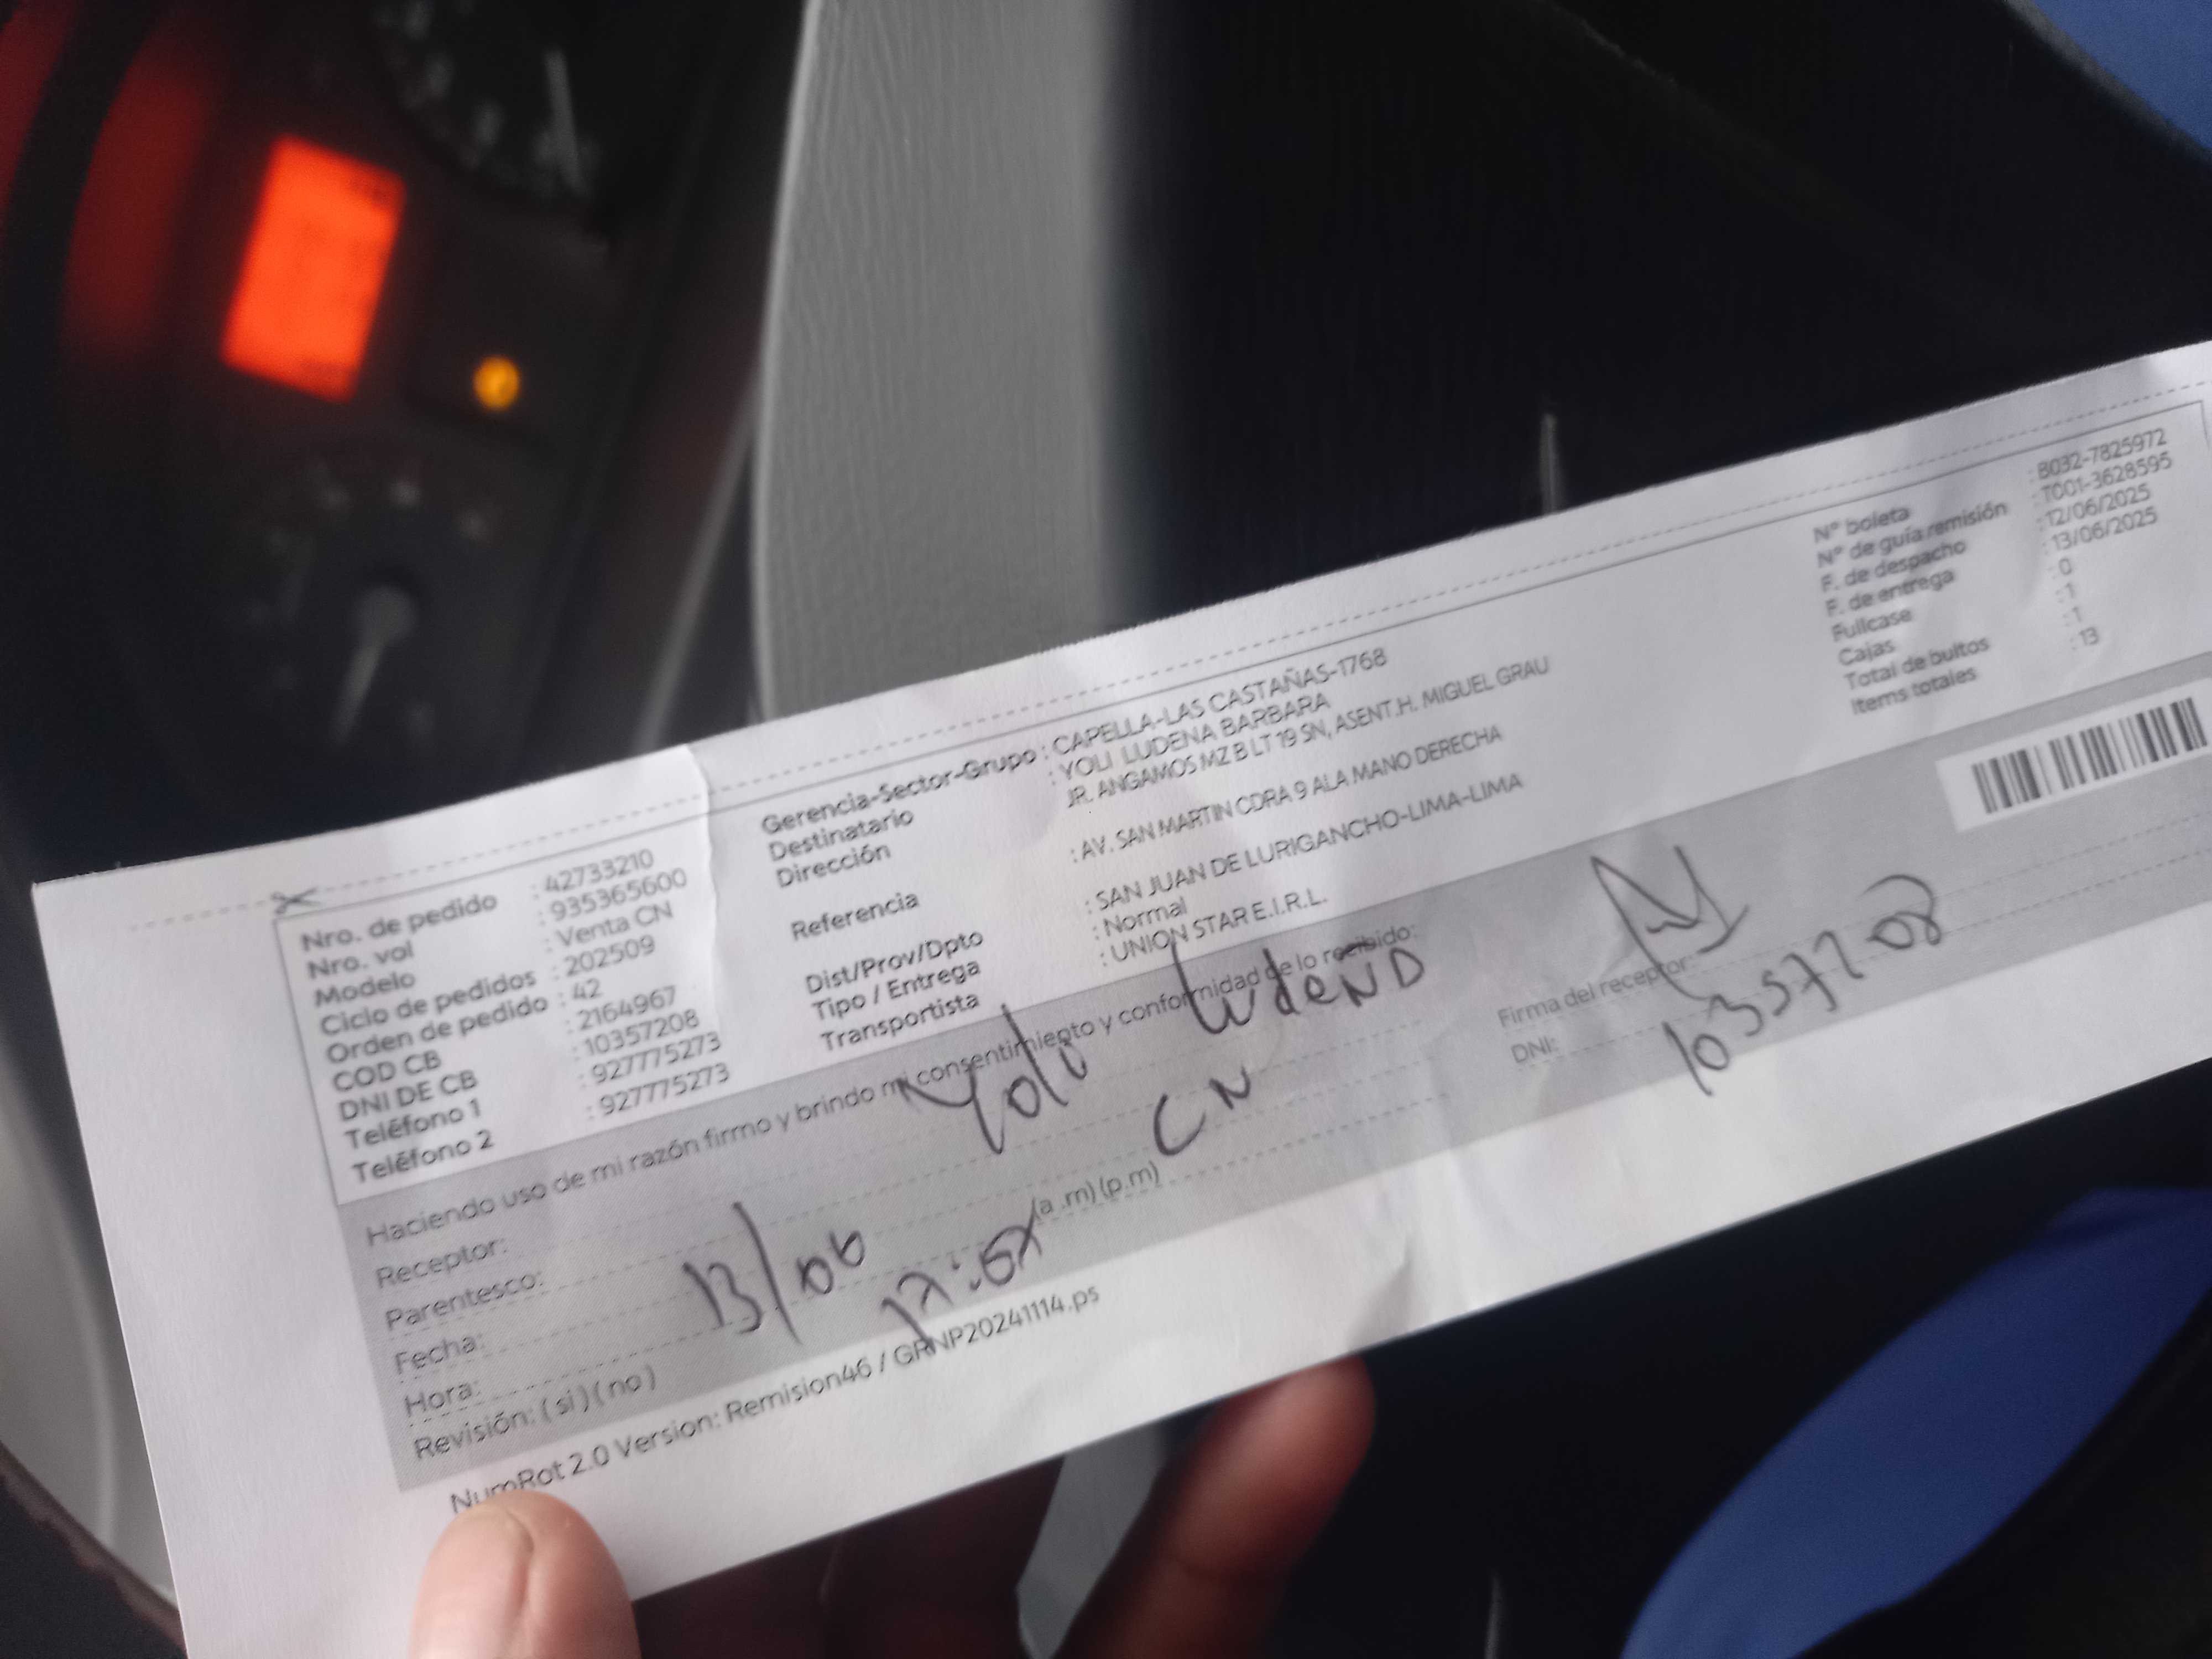 Nro. de pedido : 42733210
Nro. vol : 935365600
Modelo : Venta CN
Ciclo de pedidos : 202509
Orden de pedido : 42
COD CB : 2164967
DNI DE CB : 10357208
Teléfono 1 : 927775273
Teléfono 2 : 927775273
Gerencia-Sector-Grupo : CAPELLA-LAS CASTAÑAS-1768
Destinatario : YOLI LUDENA BARBARA
Dirección JR. ANGAMOS MZ B LT 19 SN, ASENT.H. MIGUEL GRAU
Referencia : AV. SAN MARTIN CDRA 9 ALA MANO DERECHA
Dist/Prov/Dpto : SAN JUAN DE LURIGANCHO-LIMA-LIMA
Tipo / Entrega : Normal
Transportista : UNION STAR E.I.R.L.
N° boleta : B032-7825972
N° de guía remisión : T001-3628595
F. de despacho : 12/06/2025
F. de entrega : 13/06/2025
Fullcase : 0
Cajas : 1
Total de bultos : 1
Items totales : 13
Haciendo uso de mi razón firmo y brindo mi consentimiento y conformidad de lo recibido:
Receptor: Yoli
Parentesco: CN
Fecha: 13/06
Hora: (a .m) (p.m)
Revisión: ( si ) ( no )
Firma del receptor
DNI: 10357208
NumRot 2.0 Version: Remision46 / GRNP20241114.ps